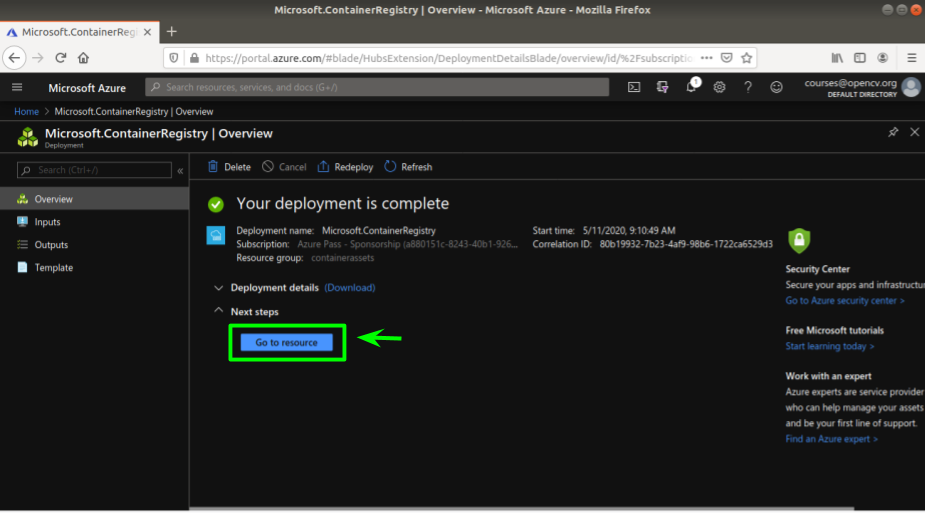 Microsoft.ContainerRegistry | Overview - Microsoft Azure - Mozilla Firefox
Microsoft.ContainerRegi
https://portal.azure.com/#blade/HubsExtension/DeploymentDetailsBlade/overview/id/%2Fsubscriptio
Microsoft Azure
Search resources, services, and docs (G+/)
1
courses@opencv.org
DEFAULT DIRECTORY
Home > Microsoft.ContainerRegistry | Overview
Microsoft.ContainerRegistry | Overview
Deployment
Search (Ctrl+/)
«
Delete Cancel Redeploy Refresh
Overview
Inputs
Outputs
Template
Your deployment is complete
Deployment name: Microsoft.ContainerRegistry
Subscription: Azure Pass - Sponsorship (a880151c-8243-40b1-926...
Resource group: containerassets
Start time: 5/11/2020, 9:10:49 AM
Correlation ID: 80b19932-7b23-4af9-98b6-1722ca6529d3
Deployment details (Download)
Next steps
Go to resource
Security Center
Secure your apps and infrastructur
Go to Azure security center >
Free Microsoft tutorials
Start learning today >
Work with an expert
Azure experts are service provider
who can help manage your assets
and be your first line of support.
Find an Azure expert >